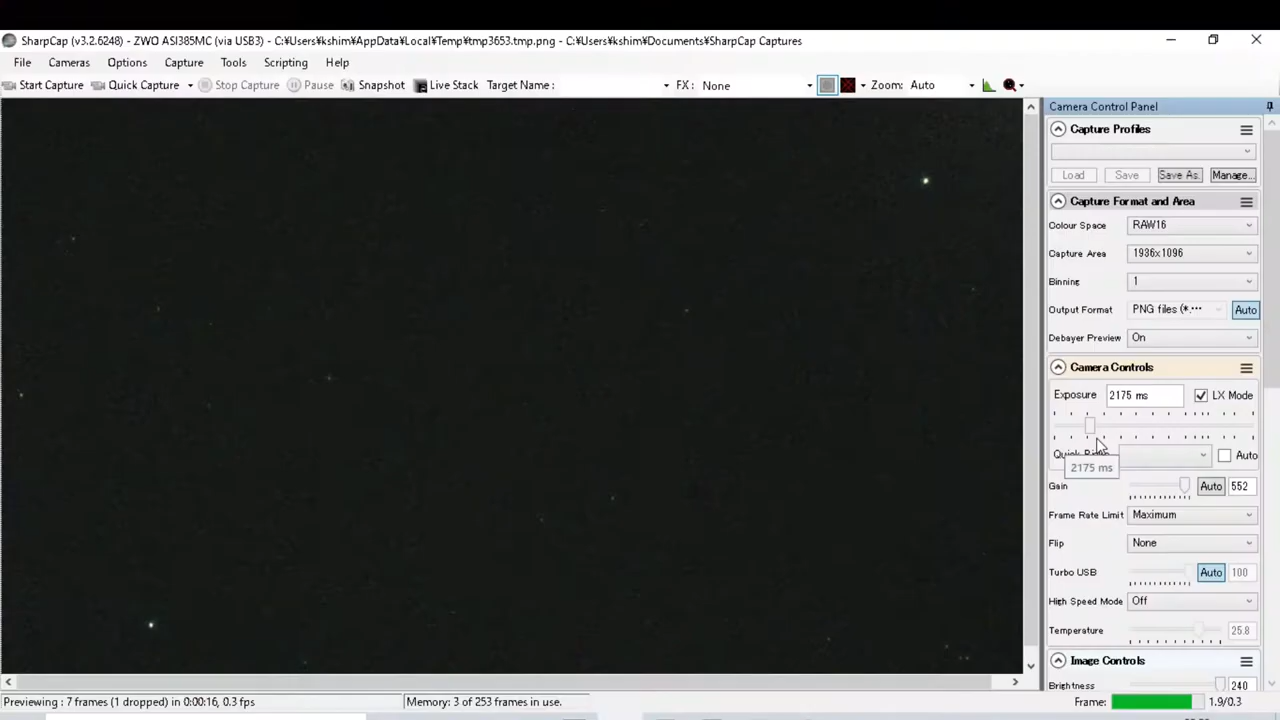 SharpCap (v3.2.6248) - ZWO ASI385MC (via USB3) - C:¥Users¥kshim¥AppData¥Local¥Temp¥tmp3653.tmp.png - C:¥Users¥kshim¥Documents¥SharpCap Captures
File Cameras Options Capture Tools Scripting Help
Start Capture Quick Capture Stop Capture Pause Snapshot Live Stack Target Name : FX : None Zoom: Auto
Camera Control Panel
Capture Profiles
Load Save Save As. Manage...
Capture Format and Area
Colour Space RAW16
Capture Area 1936x1096
Binning 1
Output Format PNG files (*.··· Auto
Debayer Preview On
Camera Controls
Exposure 2175 ms LX Mode
Auto
2175 ms
Gain Auto 552
Frame Rate Limit Maximum
Flip None
Turbo USB Auto 100
High Speed Mode Off
Temperature 25.8
Image Controls
Brightness 240
Previewing : 7 frames (1 dropped) in 0:00:16, 0.3 fps Memory: 3 of 253 frames in use. Frame: 1.9/0.3